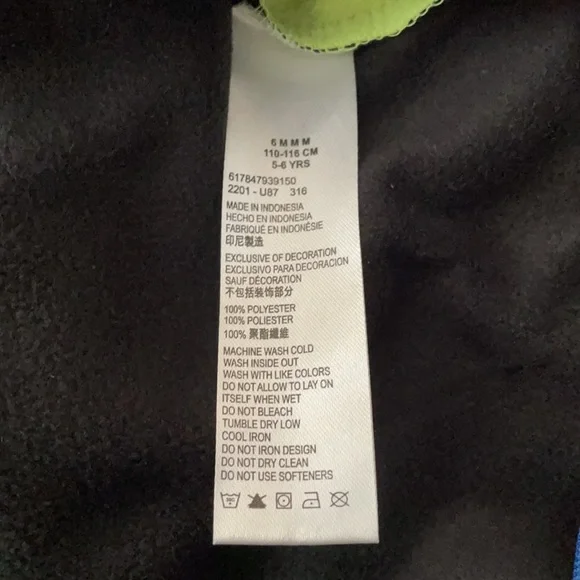 6 M M M
110-116 CM
5-6 YRS
617847939150
2201 - U87 316
MADE IN INDONESIA
HECHO EN INDONESIA
FABRIQUÉ EN INDONÉSIE
印尼製造
EXCLUSIVE OF DECORATION
EXCLUSIVO PARA DECORACION
SAUF DÉCORATION
不包括装饰部分
100% POLYESTER
100% POLIESTER
100% 聚酯纖維
MACHINE WASH COLD
WASH INSIDE OUT
WASH WITH LIKE COLORS
DO NOT ALLOW TO LAY ON
ITSELF WHEN WET
DO NOT BLEACH
TUMBLE DRY LOW
COOL IRON
DO NOT IRON DESIGN
DO NOT DRY CLEAN
DO NOT USE SOFTENERS